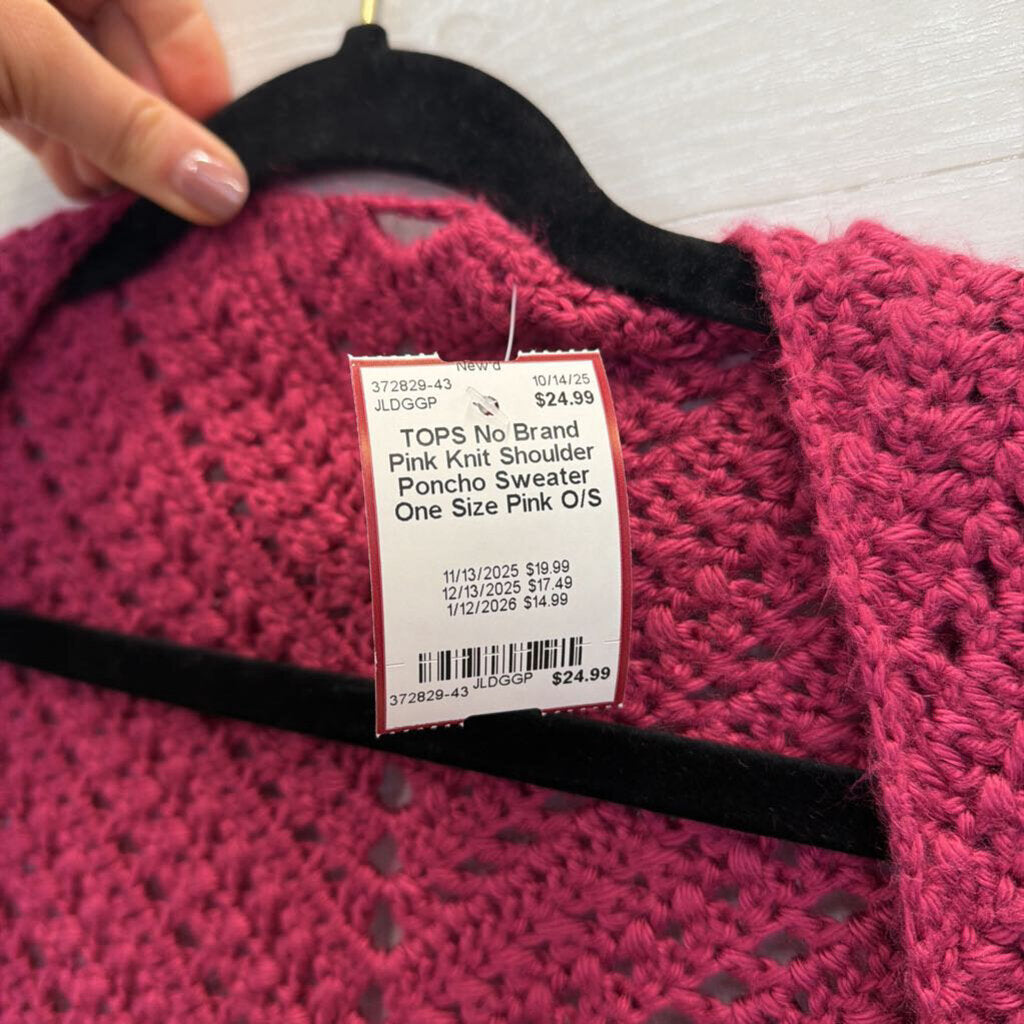 New'd
372829-43 10/14/25
JLDGGP $24.99
TOPS No Brand
Pink Knit Shoulder
Poncho Sweater
One Size Pink O/S
11/13/2025 $19.99
12/13/2025 $17.49
1/12/2026 $14.99
372829-43 JLDGGP $24.99